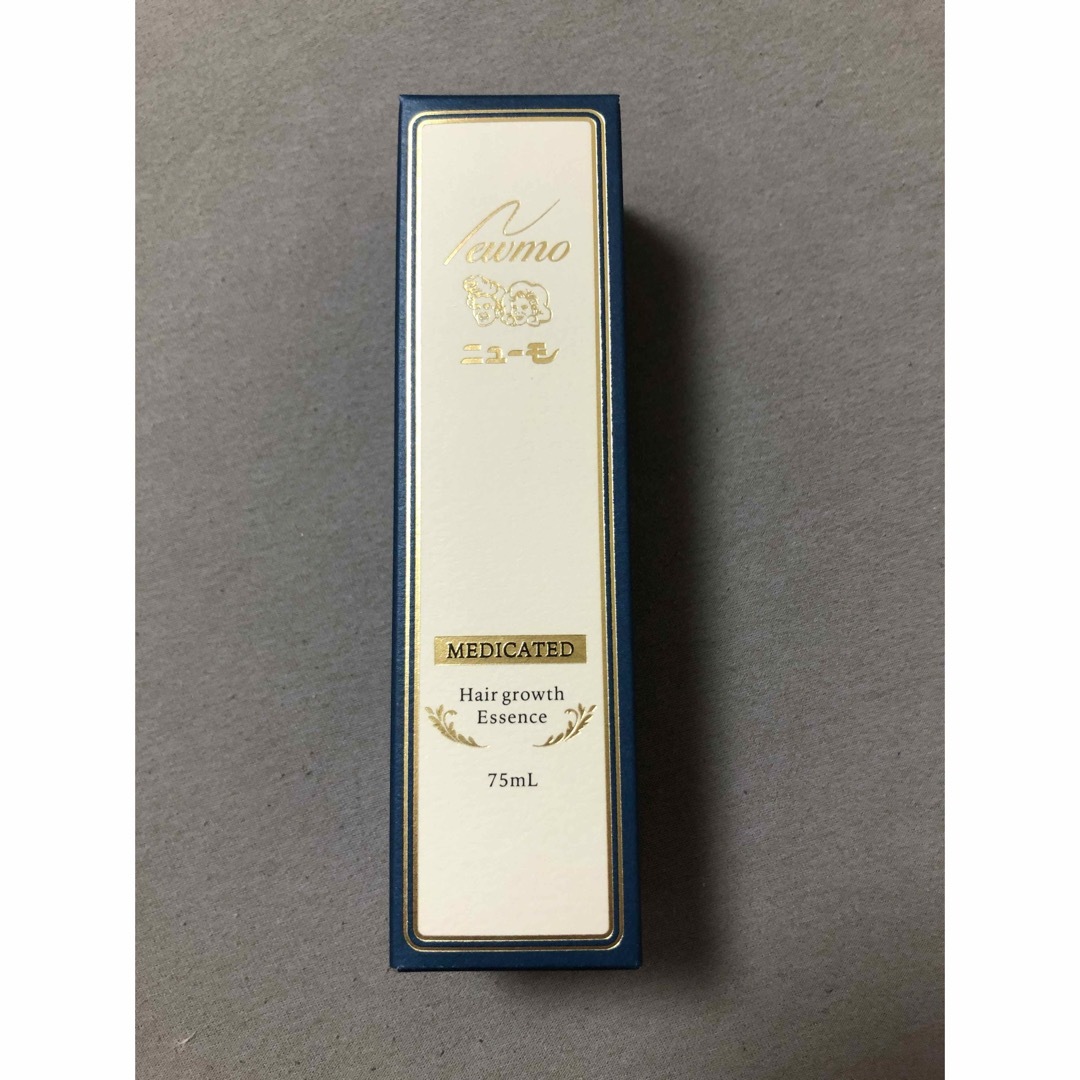 Newmo
ニューモ
MEDICATED
Hair growth
Essence
75mL